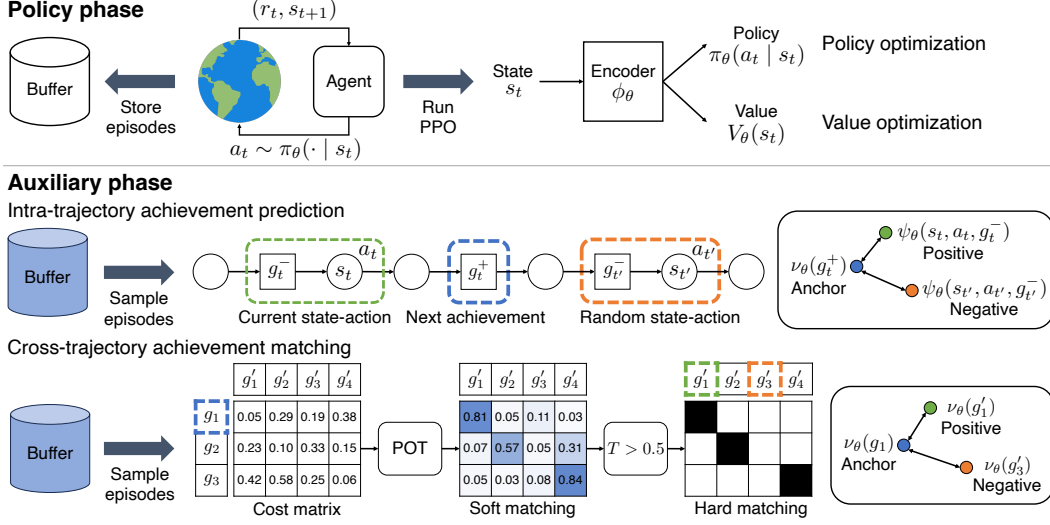 Policy phase
(r_t, s_{t+1})
Buffer
Store
episodes
Agent
a_t ∼ π_θ(· | s_t)
Run
PPO
State
s_t
Encoder
ϕ_θ
Policy
π_θ(a_t | s_t)
Policy optimization
Value
V_θ(s_t)
Value optimization
Auxiliary phase
Intra-trajectory achievement prediction
Buffer
Sample
episodes
g_t^- s_t a_t g_t^+ g_{t'}^- s_{t'} a_{t'}
Current state-action Next achievement Random state-action
ψ_θ(s_t, a_t, g_t^-)
Positive
ν_θ(g_t^+)
Anchor
ψ_θ(s_{t'}, a_{t'}, g_{t'}^-)
Negative
Cross-trajectory achievement matching
Buffer
Sample
episodes
g'_1 g'_2 g'_3 g'_4
g_1 0.05 0.29 0.19 0.38
g_2 0.23 0.10 0.33 0.15
g_3 0.42 0.58 0.25 0.06
Cost matrix
POT
g'_1 g'_2 g'_3 g'_4
0.81 0.05 0.11 0.03
0.07 0.57 0.05 0.31
0.05 0.03 0.08 0.84
Soft matching
T > 0.5
g'_1 g'_2 g'_3 g'_4
Hard matching
ν_θ(g'_1)
Positive
ν_θ(g_1)
Anchor
ν_θ(g'_3)
Negative